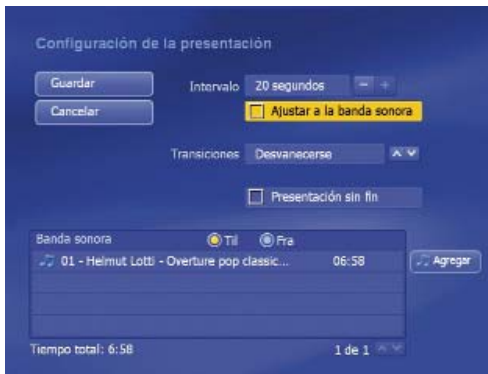 Configuración de la presentación
Guardar
Intervalo 20 segundos - +
Cancelar
Ajustar a la banda sonora
Transiciones Desvanecerse
Presentación sin fin
Banda sonora Til Fra
01 - Helmut Lotti - Overture pop classic... 06:58
Agregar
Tiempo total: 6:58 1 de 1